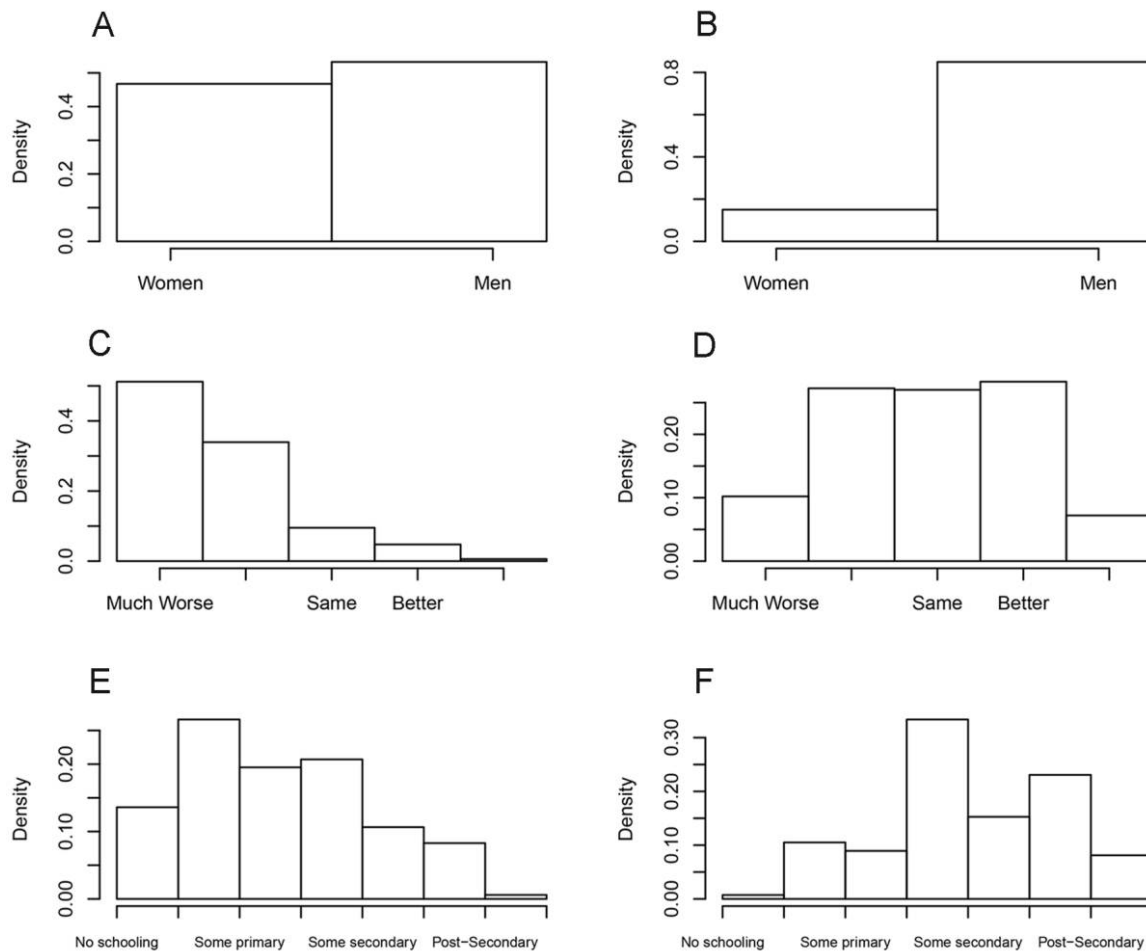 A
Density
0.0
0.2
0.4
Women Men
B
Density
0.0
0.4
0.8
Women Men
C
Density
0.0
0.2
0.4
Much Worse Same Better
D
Density
0.00
0.10
0.20
Much Worse Same Better
E
Density
0.00
0.10
0.20
No schooling Some primary Some secondary Post-Secondary
F
Density
0.00
0.10
0.20
0.30
No schooling Some primary Some secondary Post-Secondary